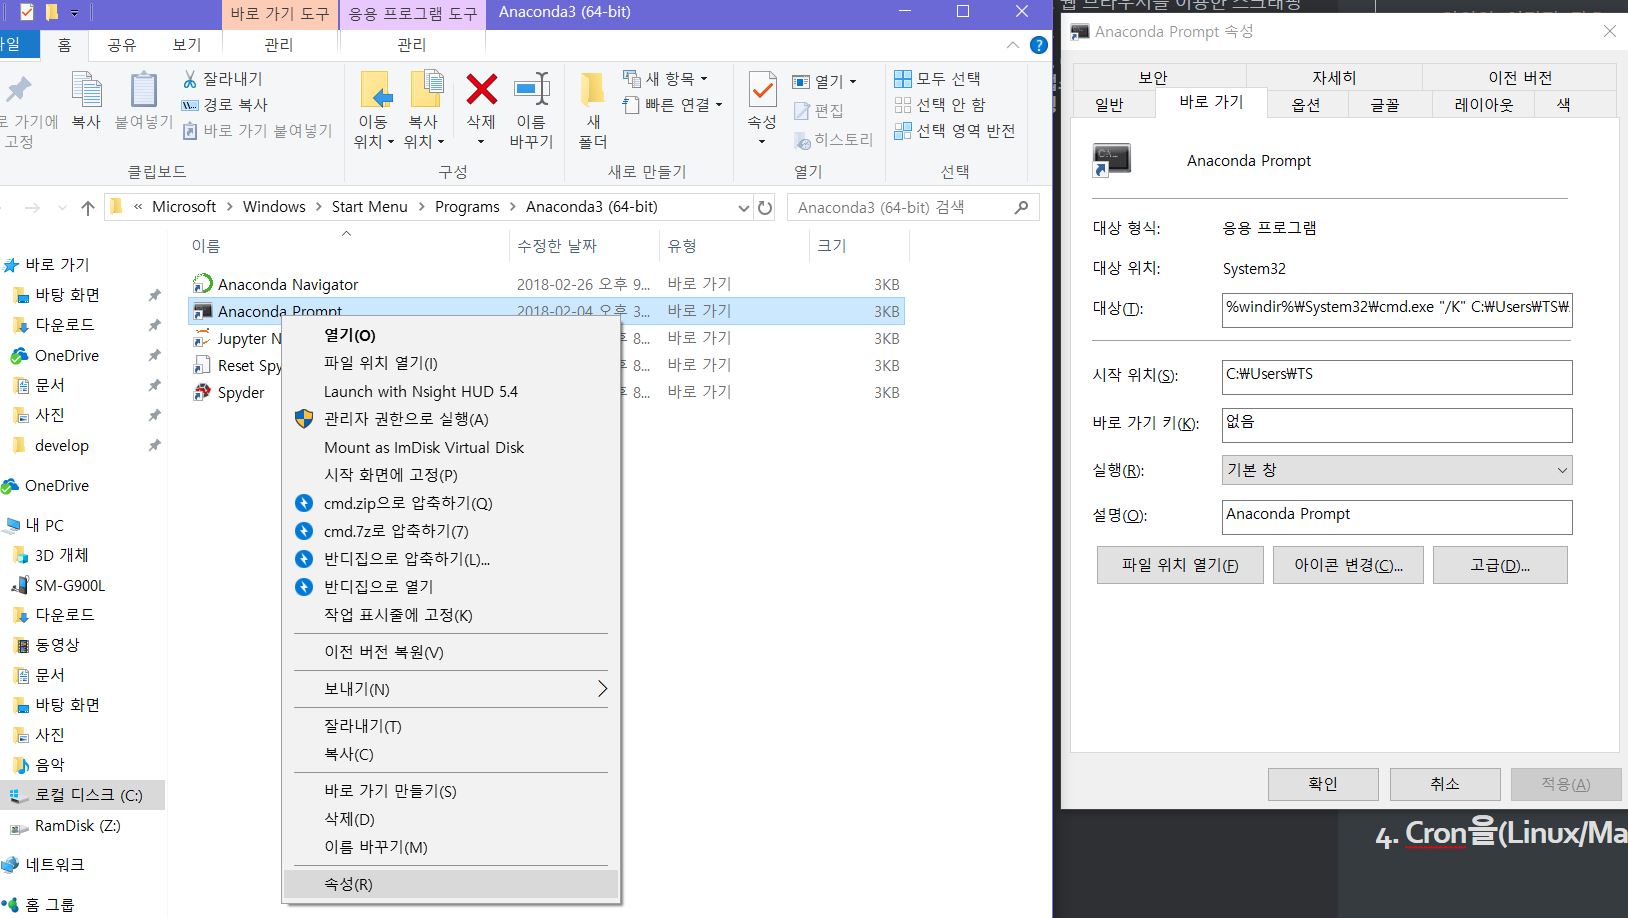 바로 가기 도구
응용 프로그램 도구
Anaconda3 (64-bit)
홈
공유
보기
관리
관리
복사
붙여넣기
잘라내기
경로 복사
바로 가기 붙여넣기
고정
클립보드
이동
위치
복사
위치
삭제
이름
바꾸기
구성
새
폴더
새 항목
빠른 연결
새로 만들기
속성
열기
편집
히스토리
열기
모두 선택
선택 안 함
선택 영역 반전
선택
« Microsoft > Windows > Start Menu > Programs > Anaconda3 (64-bit)
Anaconda3 (64-bit) 검색
이름 수정한 날짜 유형 크기
Anaconda Navigator 2018-02-26 오후 9... 바로 가기 3KB
Anaconda Prompt 2018-02-04 오후 3... 바로 가기 3KB
Jupyter N 8... 바로 가기 3KB
Reset Spy 8... 바로 가기 3KB
Spyder 8... 바로 가기 3KB
바로 가기
바탕 화면
다운로드
OneDrive
문서
사진
develop
OneDrive
내 PC
3D 개체
SM-G900L
다운로드
동영상
문서
바탕 화면
사진
음악
로컬 디스크 (C:)
RamDisk (Z:)
네트워크
홈 그룹
열기(O)
파일 위치 열기(I)
Launch with Nsight HUD 5.4
관리자 권한으로 실행(A)
Mount as ImDisk Virtual Disk
시작 화면에 고정(P)
cmd.zip으로 압축하기(Q)
cmd.7z로 압축하기(7)
반디집으로 압축하기(L)...
반디집으로 열기
작업 표시줄에 고정(K)
이전 버전 복원(V)
보내기(N)
잘라내기(T)
복사(C)
바로 가기 만들기(S)
삭제(D)
이름 바꾸기(M)
속성(R)
Anaconda Prompt 속성
보안 자세히 이전 버전
일반 바로 가기 옵션 글꼴 레이아웃 색
C:\...
Anaconda Prompt
대상 형식: 응용 프로그램
대상 위치: System32
대상(T): %windir%₩System32₩cmd.exe "/K" C:₩Users₩TS₩
시작 위치(S): C:₩Users₩TS
바로 가기 키(K): 없음
실행(R): 기본 창
설명(O): Anaconda Prompt
파일 위치 열기(F) 아이콘 변경(C)... 고급(D)...
확인 취소 적용(A)
4. Cron을(Linux/Ma